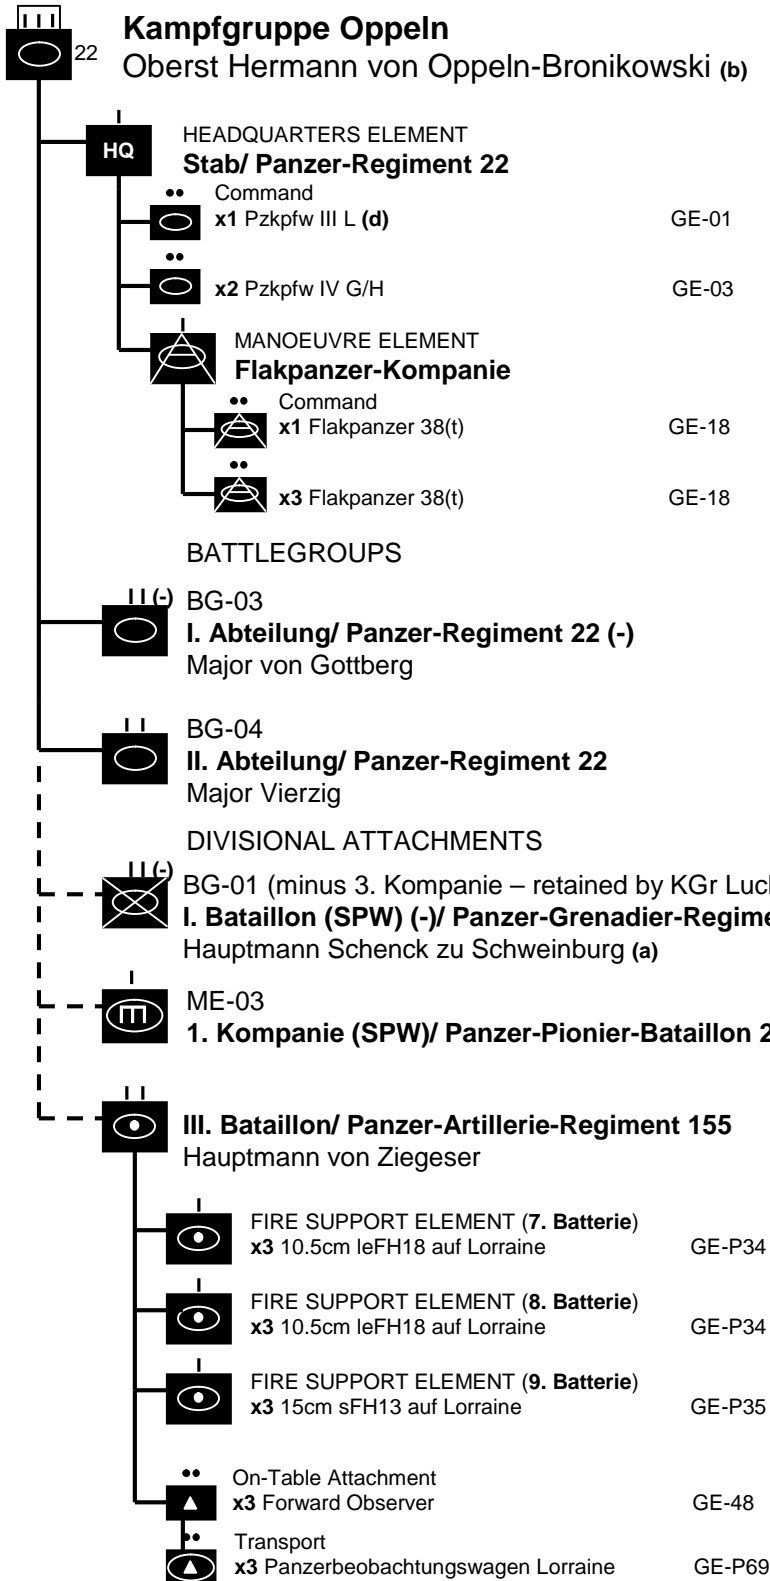 Kampfgruppe Oppeln
22
Oberst Hermann von Oppeln-Bronikowski (b)
HQ
HEADQUARTERS ELEMENT
Stab/ Panzer-Regiment 22
Command
x1 Pzkpfw III L (d) GE-01
x2 Pzkpfw IV G/H GE-03
MANOEUVRE ELEMENT
Flakpanzer-Kompanie
Command
x1 Flakpanzer 38(t) GE-18
x3 Flakpanzer 38(t) GE-18
BATTLEGROUPS
(-) BG-03
I. Abteilung/ Panzer-Regiment 22 (-)
Major von Gottberg
BG-04
II. Abteilung/ Panzer-Regiment 22
Major Vierzig
DIVISIONAL ATTACHMENTS
(-)
BG-01 (minus 3. Kompanie – retained by KGr
I. Bataillon (SPW) (-)/
Hauptmann Schenck zu Schweinburg (a)
ME-03
1. Kompanie (SPW)/ Panzer-Pionier-Bataillon 2
III. Bataillon/ Panzer-Artillerie-Regiment 155
Hauptmann von Ziegeser
FIRE SUPPORT ELEMENT (7. Batterie)
x3 10.5cm leFH18 auf Lorraine GE-P34
FIRE SUPPORT ELEMENT (8. Batterie)
x3 10.5cm leFH18 auf Lorraine GE-P34
FIRE SUPPORT ELEMENT (9. Batterie)
x3 15cm sFH13 auf Lorraine GE-P35
On-Table Attachment
x3 Forward Observer GE-48
Transport
x3 Panzerbeobachtungswagen Lorraine GE-P69